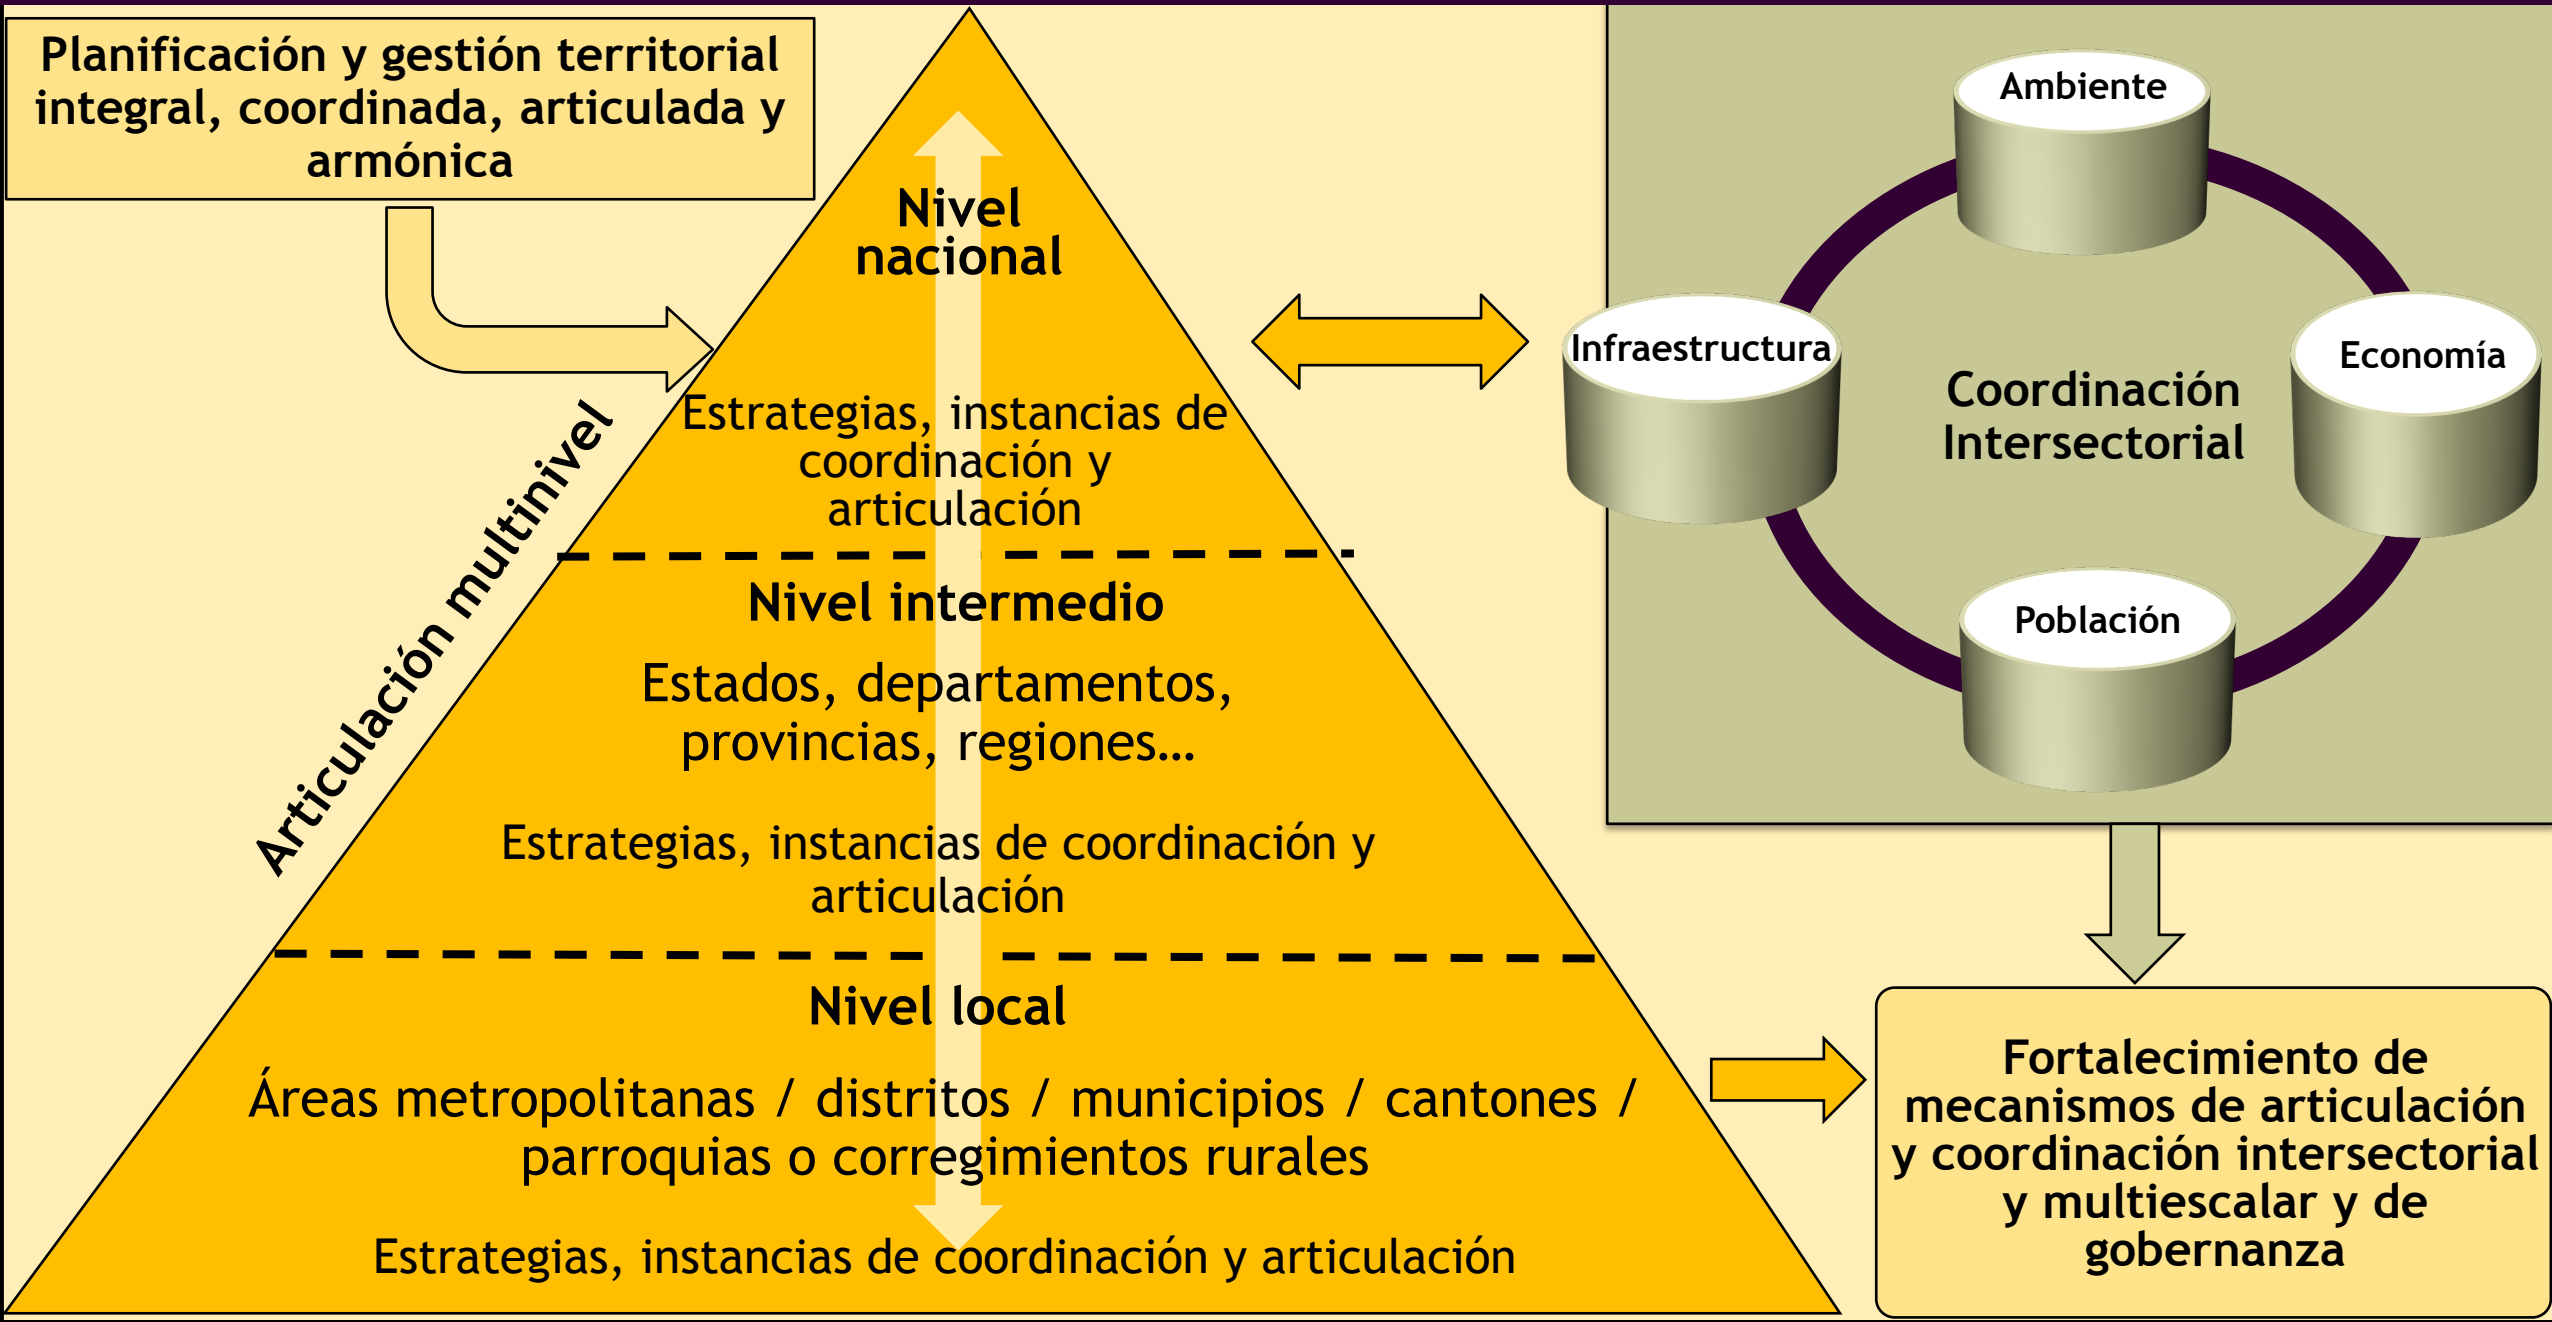 Planificación y gestión territorial
integral, coordinada, articulada y
armónica
Articulación multinivel
Nivel
nacional
Estrategias, instancias de
coordinación y
articulación
Nivel intermedio
Estados, departamentos,
provincias, regiones…
Estrategias, instancias de coordinación y
articulación
Nivel local
Áreas metropolitanas / distritos / municipios / cantones /
parroquias o corregimientos rurales
Estrategias, instancias de coordinación y articulación
Ambiente
Infraestructura
Economía
Coordinación
Intersectorial
Población
Fortalecimiento de
mecanismos de articulación
y coordinación intersectorial
y multiescalar y de
gobernanza